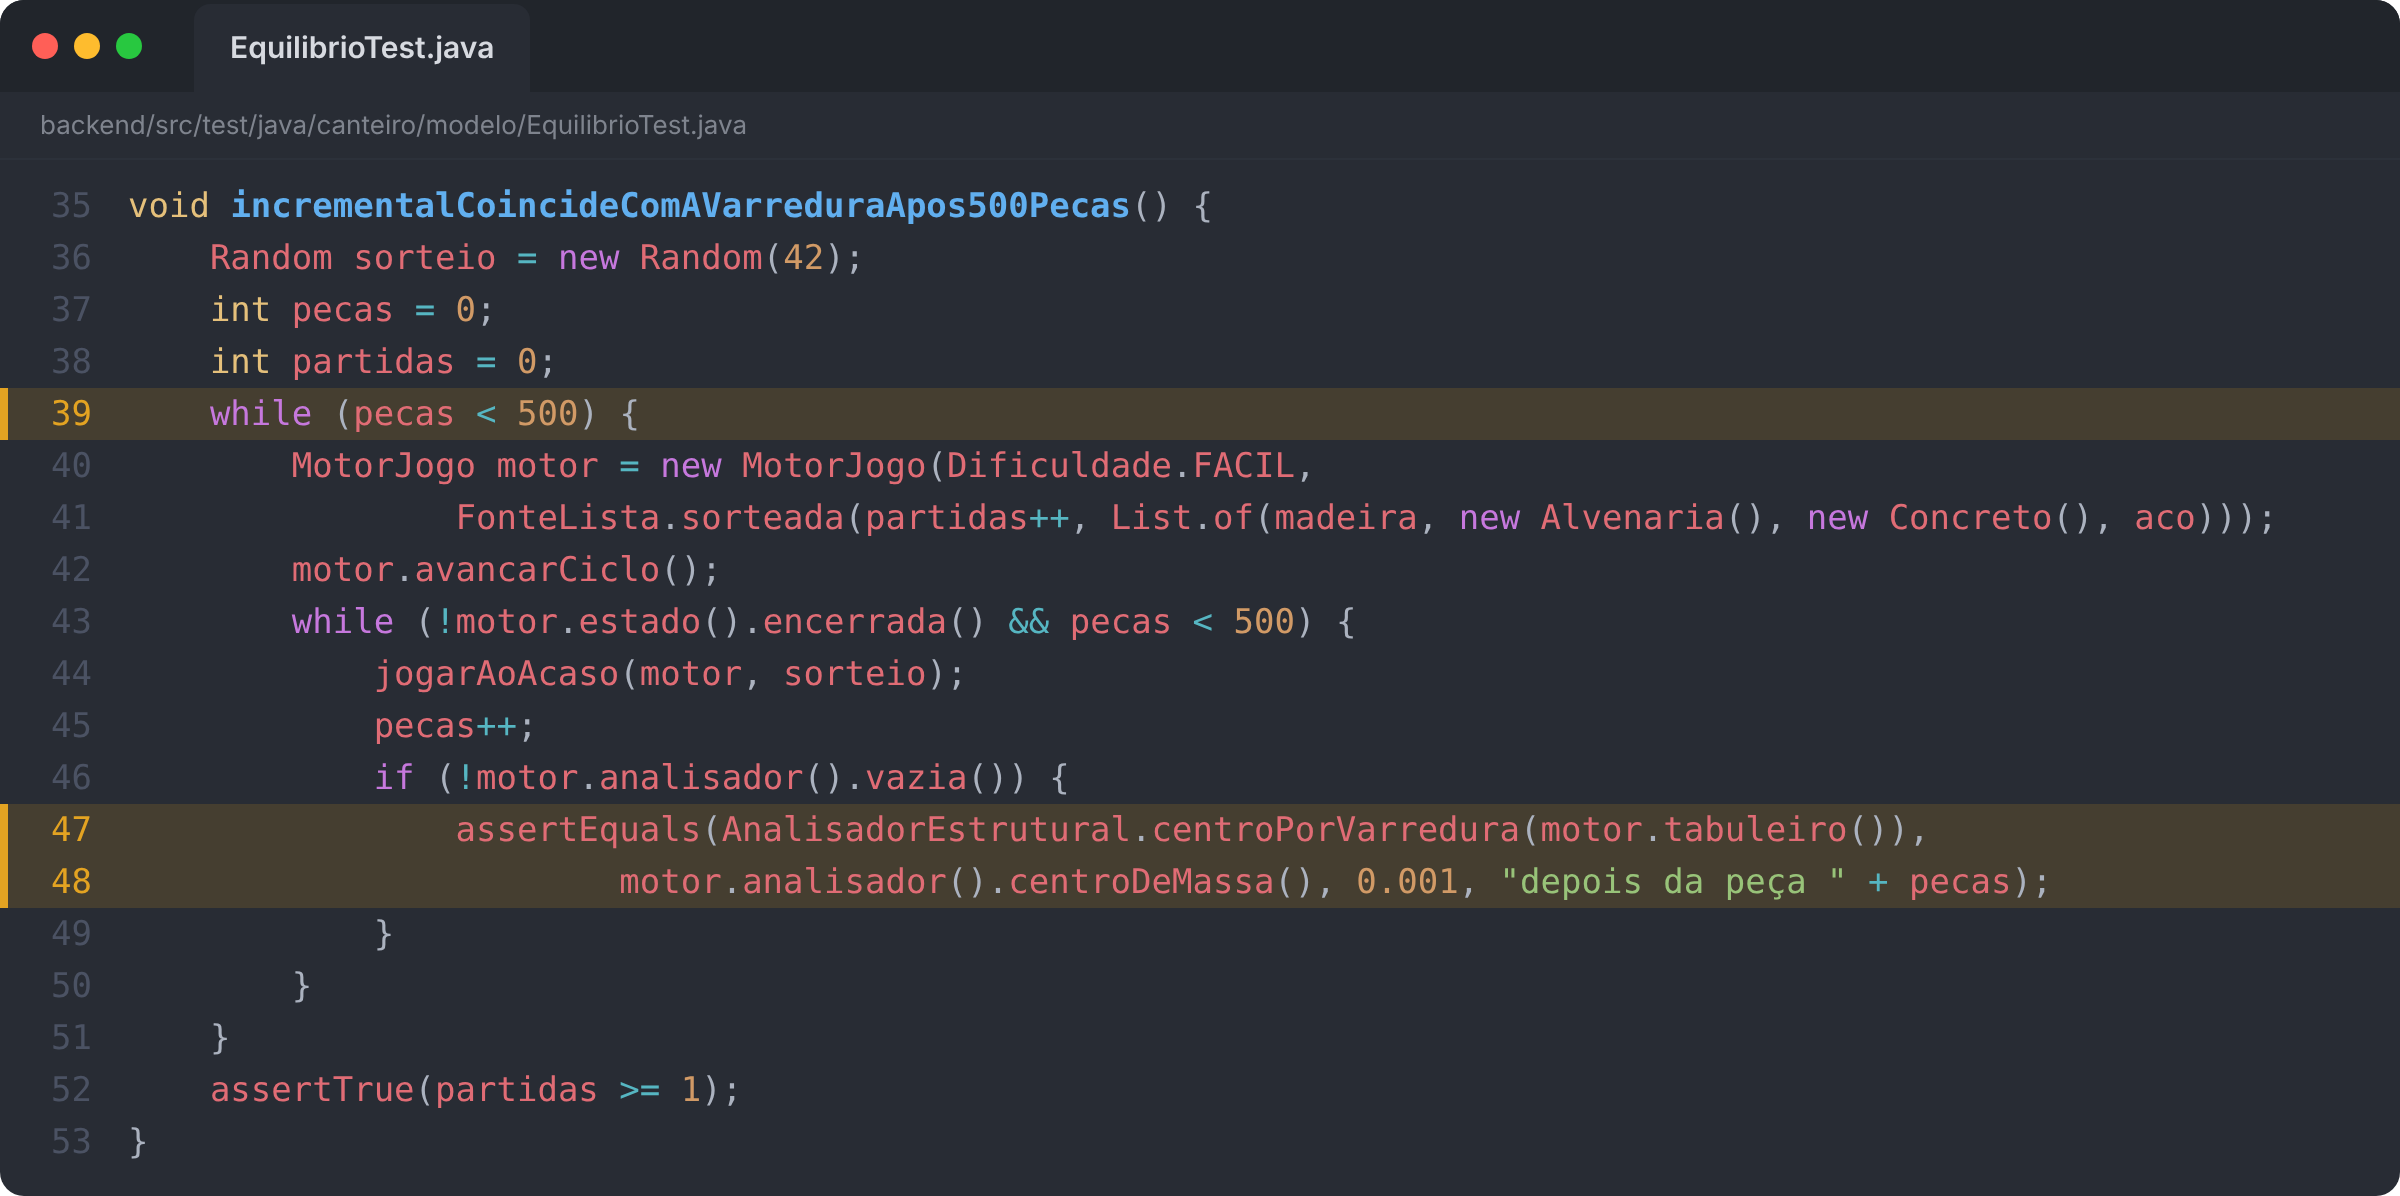 EquilibrioTest.java
backend/src/test/java/canteiro/modelo/EquilibrioTest.java
35 void incrementalCoincideComAVarreduraApos500Pecas() {
36     Random sorteio = new Random(42);
37     int pecas = 0;
38     int partidas = 0;
39     while (pecas < 500) {
40         MotorJogo motor = new MotorJogo(Dificuldade.FACIL,
41                 FonteLista.sorteada(partidas++, List.of(madeira, new Alvenaria(), new Concreto(), aco)));
42         motor.avancarCiclo();
43         while (!motor.estado().encerrada() && pecas < 500) {
44             jogarAoAcaso(motor, sorteio);
45             pecas++;
46             if (!motor.analisador().vazia()) {
47                 assertEquals(AnalisadorEstrutural.centroPorVarredura(motor.tabuleiro()),
48                         motor.analisador().centroDeMassa(), 0.001, "depois da peça " + pecas);
49             }
50         }
51     }
52     assertTrue(partidas >= 1);
53 }